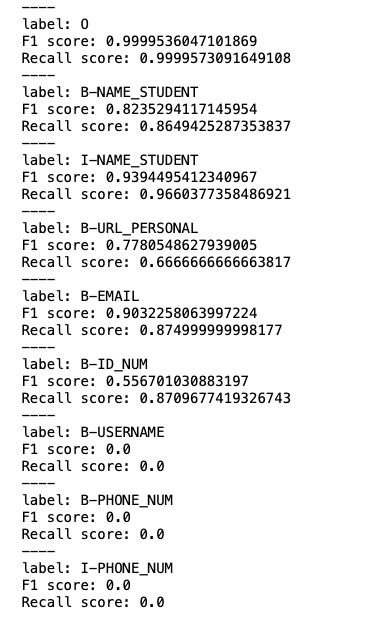 ----
label: O
F1 score: 0.9999536047101869
Recall score: 0.9999573091649108
----
label: B-NAME_STUDENT
F1 score: 0.8235294117145954
Recall score: 0.8649425287353837
----
label: I-NAME_STUDENT
F1 score: 0.9394495412340967
Recall score: 0.9660377358486921
----
label: B-URL_PERSONAL
F1 score: 0.7780548627939005
Recall score: 0.6666666666663817
----
label: B-EMAIL
F1 score: 0.9032258063997224
Recall score: 0.874999999998177
----
label: B-ID_NUM
F1 score: 0.556701030883197
Recall score: 0.8709677419326743
----
label: B-USERNAME
F1 score: 0.0
Recall score: 0.0
----
label: B-PHONE_NUM
F1 score: 0.0
Recall score: 0.0
----
label: I-PHONE_NUM
F1 score: 0.0
Recall score: 0.0